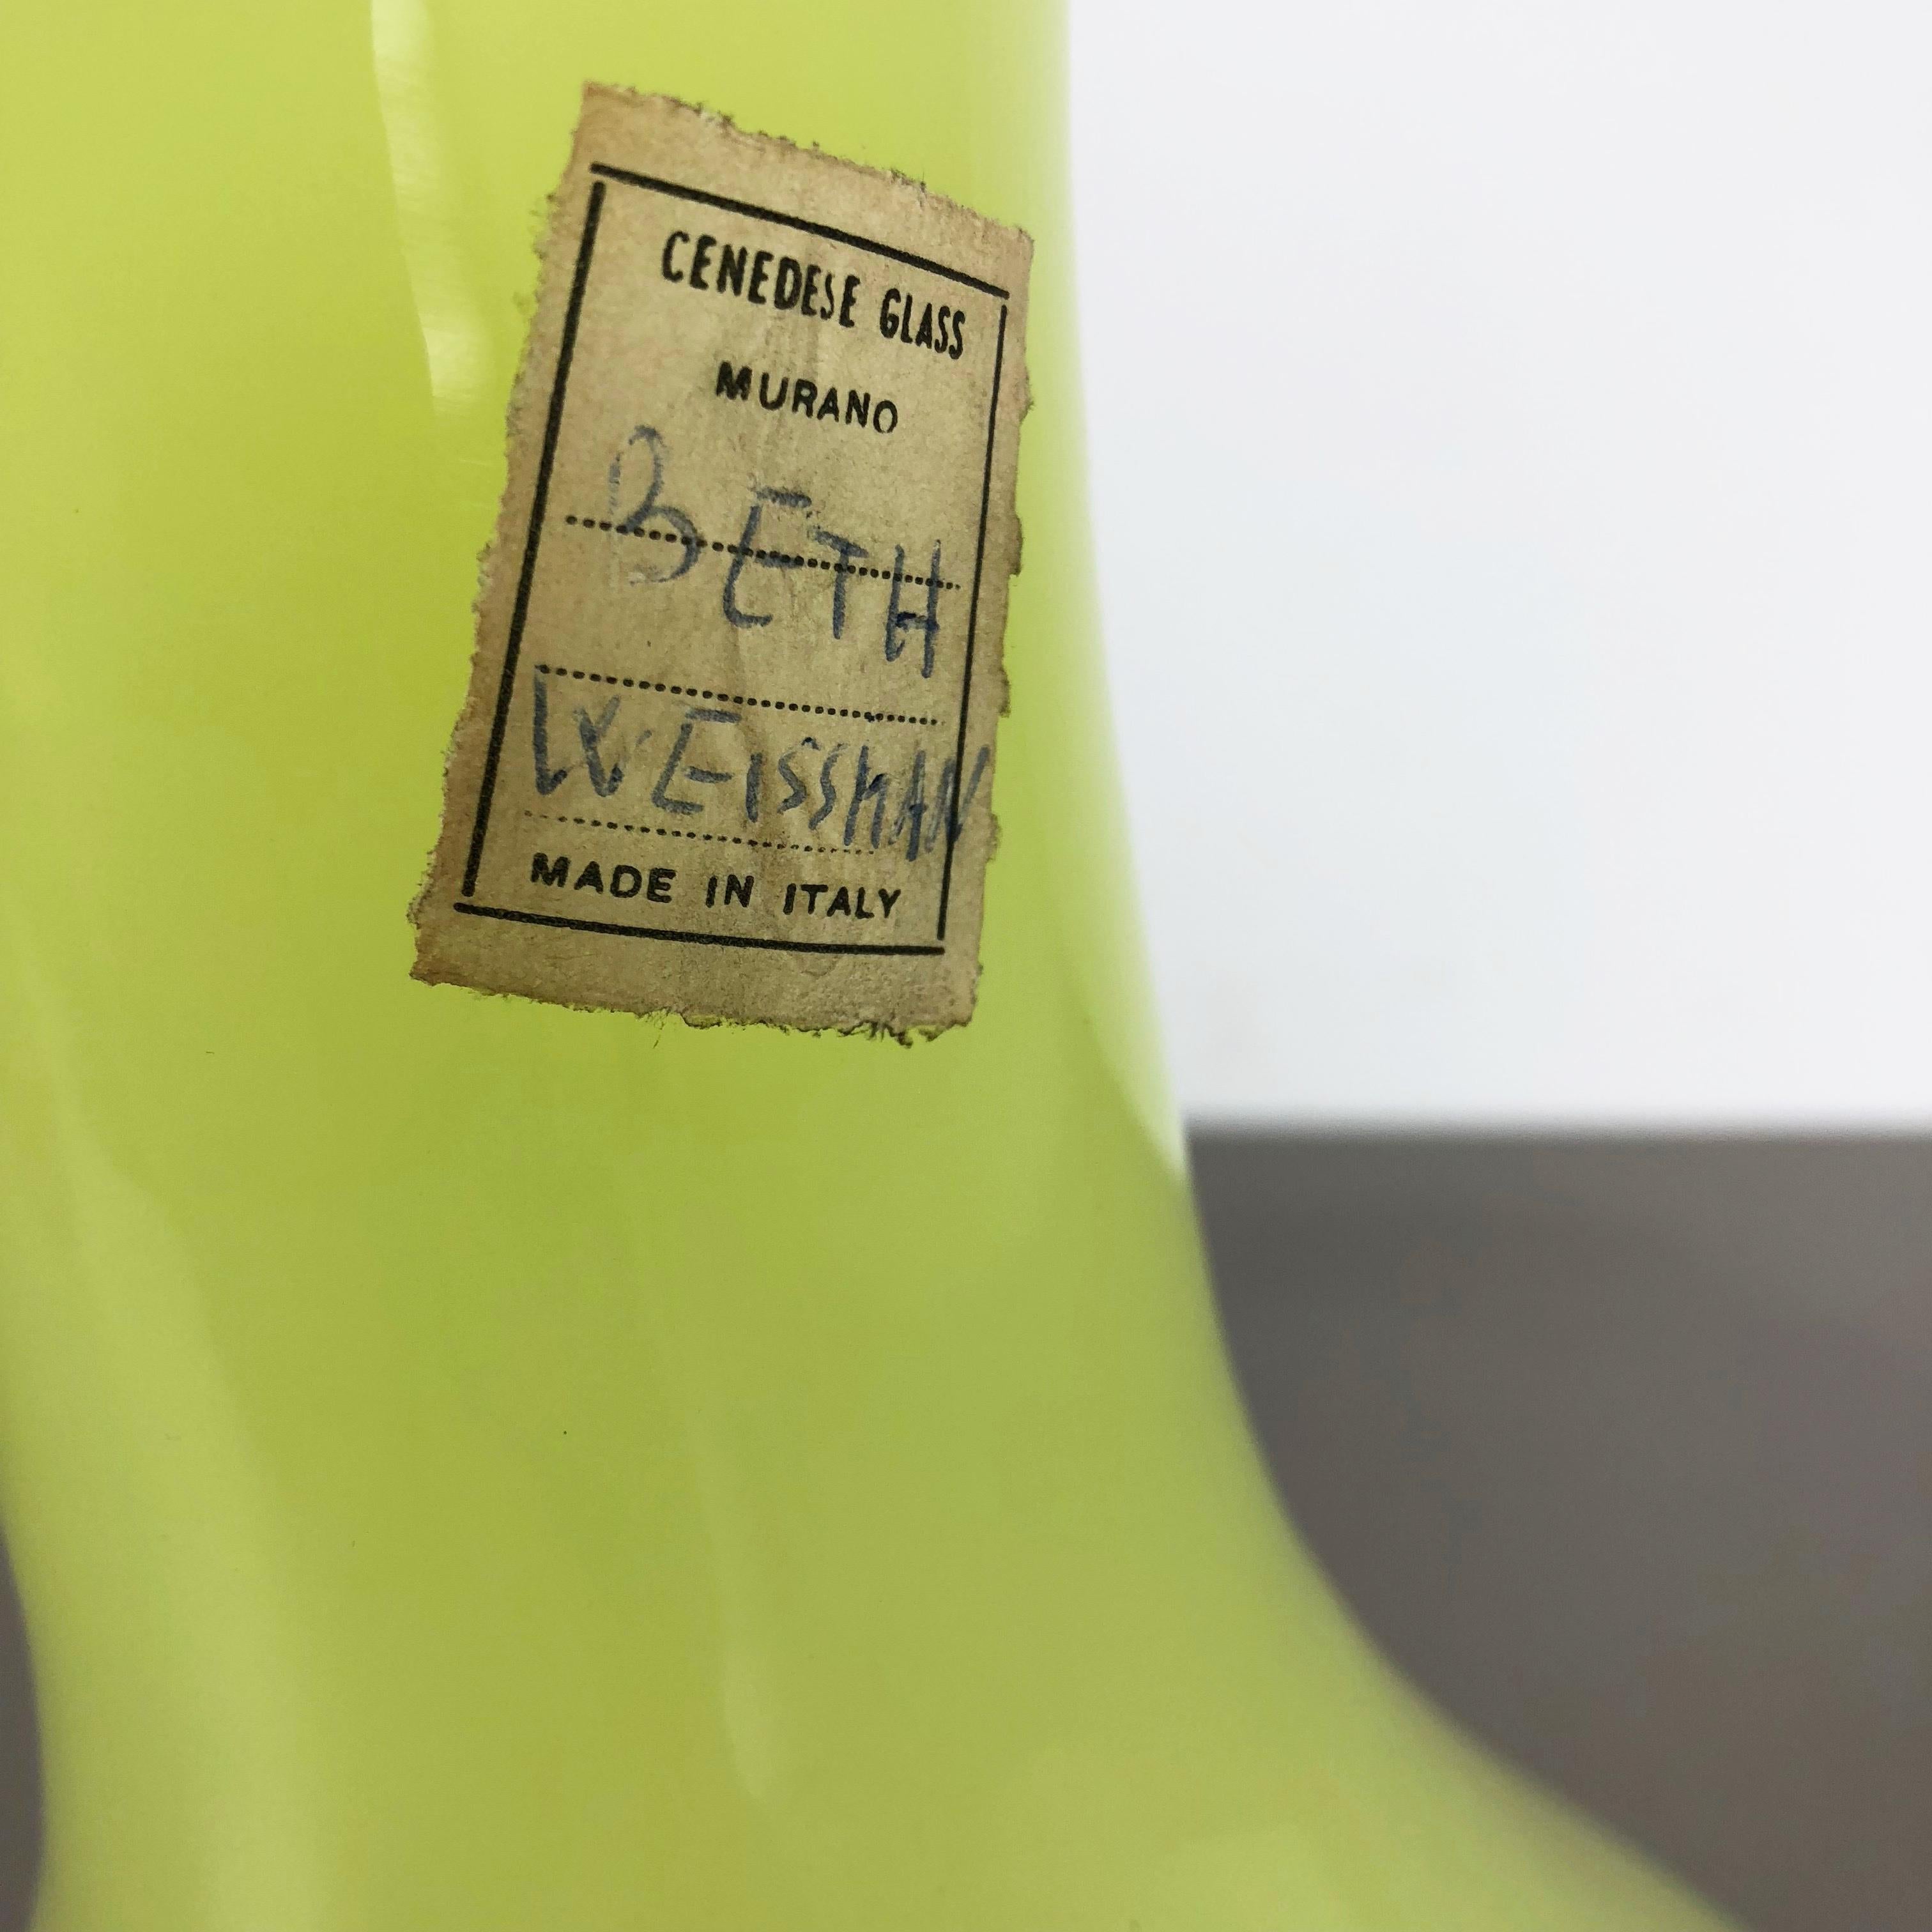 CENEDESE GLASS
MURANO
BETH
WEISSMAN
MADE IN ITALY